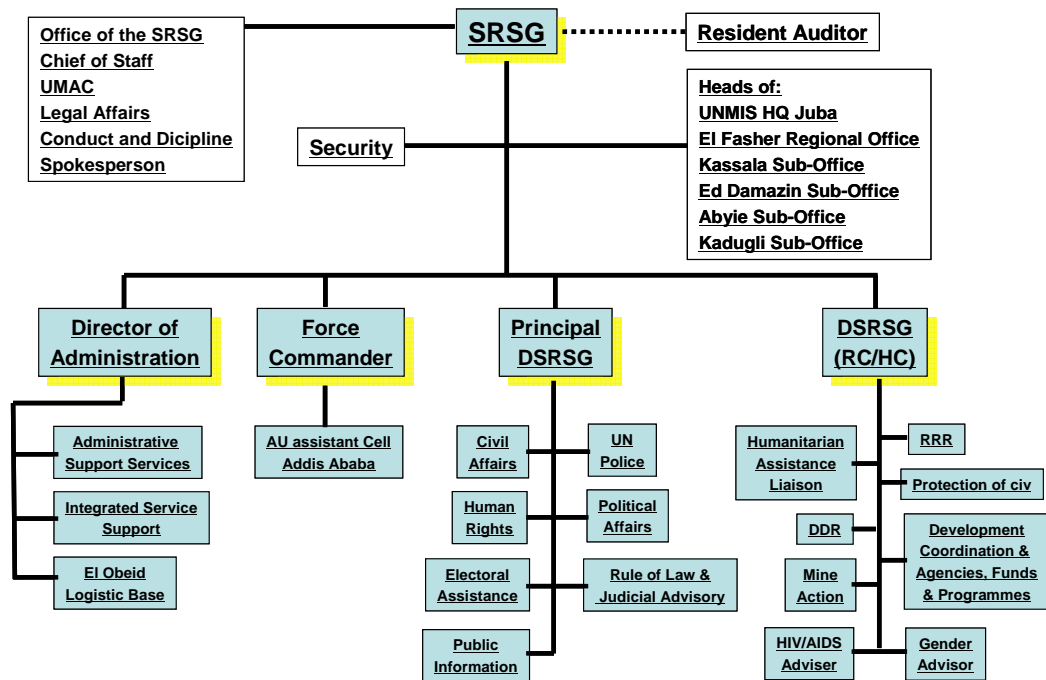 SRSG
Resident Auditor
Office of the SRSG
Chief of Staff
UMAC
Legal Affairs
Conduct and Dicipline
Spokesperson
Security
Heads of:
UNMIS HQ Juba
El Fasher Regional Office
Kassala Sub-Office
Ed Damazin Sub-Office
Abyie Sub-Office
Kadugli Sub-Office
Director of
Administration
Force
Commander
Principal
DSRSG
DSRSG
(RC/HC)
Administrative
Support Services
Integrated Service
Support
El Obeid
Logistic Base
AU assistant Cell
Addis Ababa
Civil
Affairs
UN
Police
Human
Rights
Political
Affairs
Electoral
Assistance
Rule of Law &
Judicial Advisory
Public
Information
Humanitarian
Assistance
Liaison
RRR
Protection of civ
DDR
Development
Coordination &
Agencies, Funds
& Programmes
Mine
Action
HIV/AIDS
Adviser
Gender
Advisor